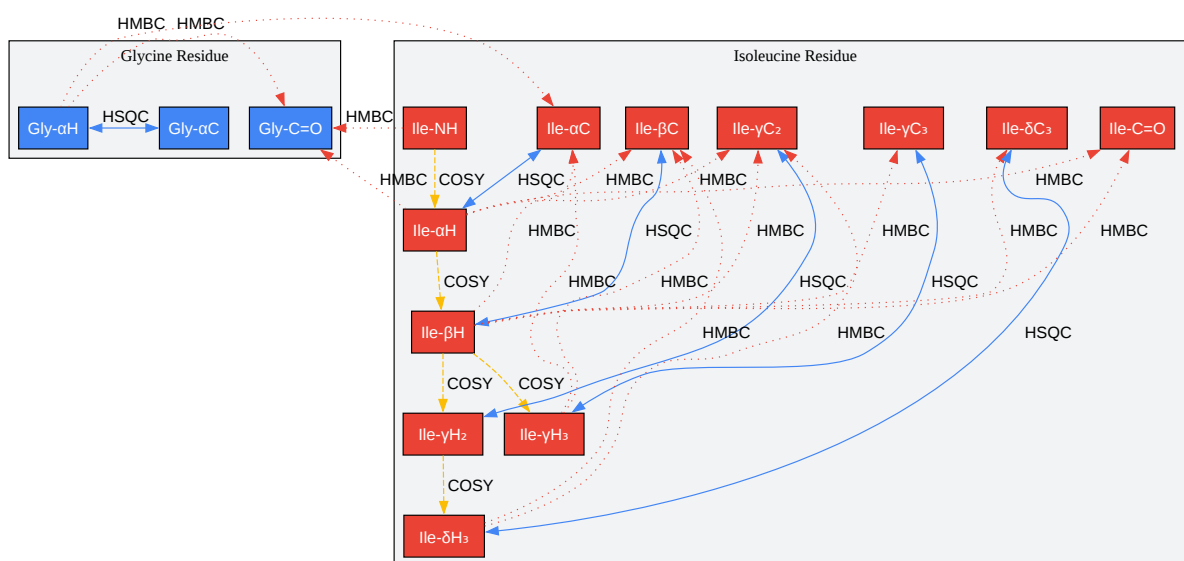 HMBC HMBC
Glycine Residue
Isoleucine Residue
Gly-αH
HSQC
Gly-αC
Gly-C=O
HMBC
Ile-NH
Ile-αC
Ile-βC
Ile-γC₂
Ile-γC₃
Ile-δC₃
Ile-C=O
HMBC
COSY
HSQC
HMBC
HMBC
HMBC
Ile-αH
COSY
HMBC
HSQC
HMBC
HMBC
HMBC
HMBC
HMBC
HSQC
HSQC
Ile-βH
HMBC
HMBC
HSQC
COSY
COSY
Ile-γH₂
Ile-γH₃
COSY
Ile-δH₃